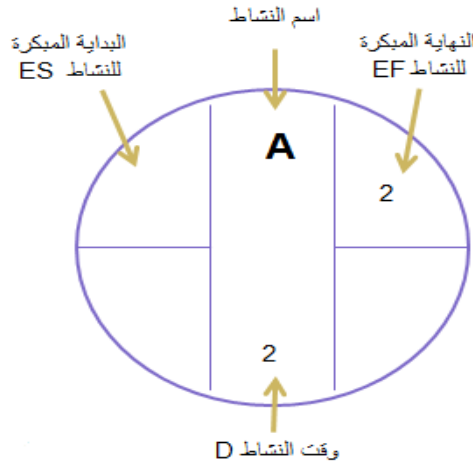 اسم النشاط
البداية المبكرة
للنشاط ES
النهاية المبكرة
للنشاط EF
A
2
2
وقت النشاط D